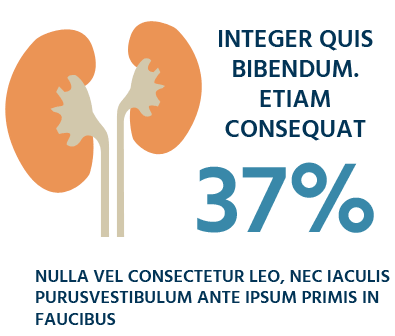 INTEGER QUIS
BIBENDUM.
ETIAM
CONSEQUAT
37%
NULLA VEL CONSECTETUR LEO, NEC IACULIS
PURUSVESTIBULUM ANTE IPSUM PRIMIS IN
FAUCIBUS